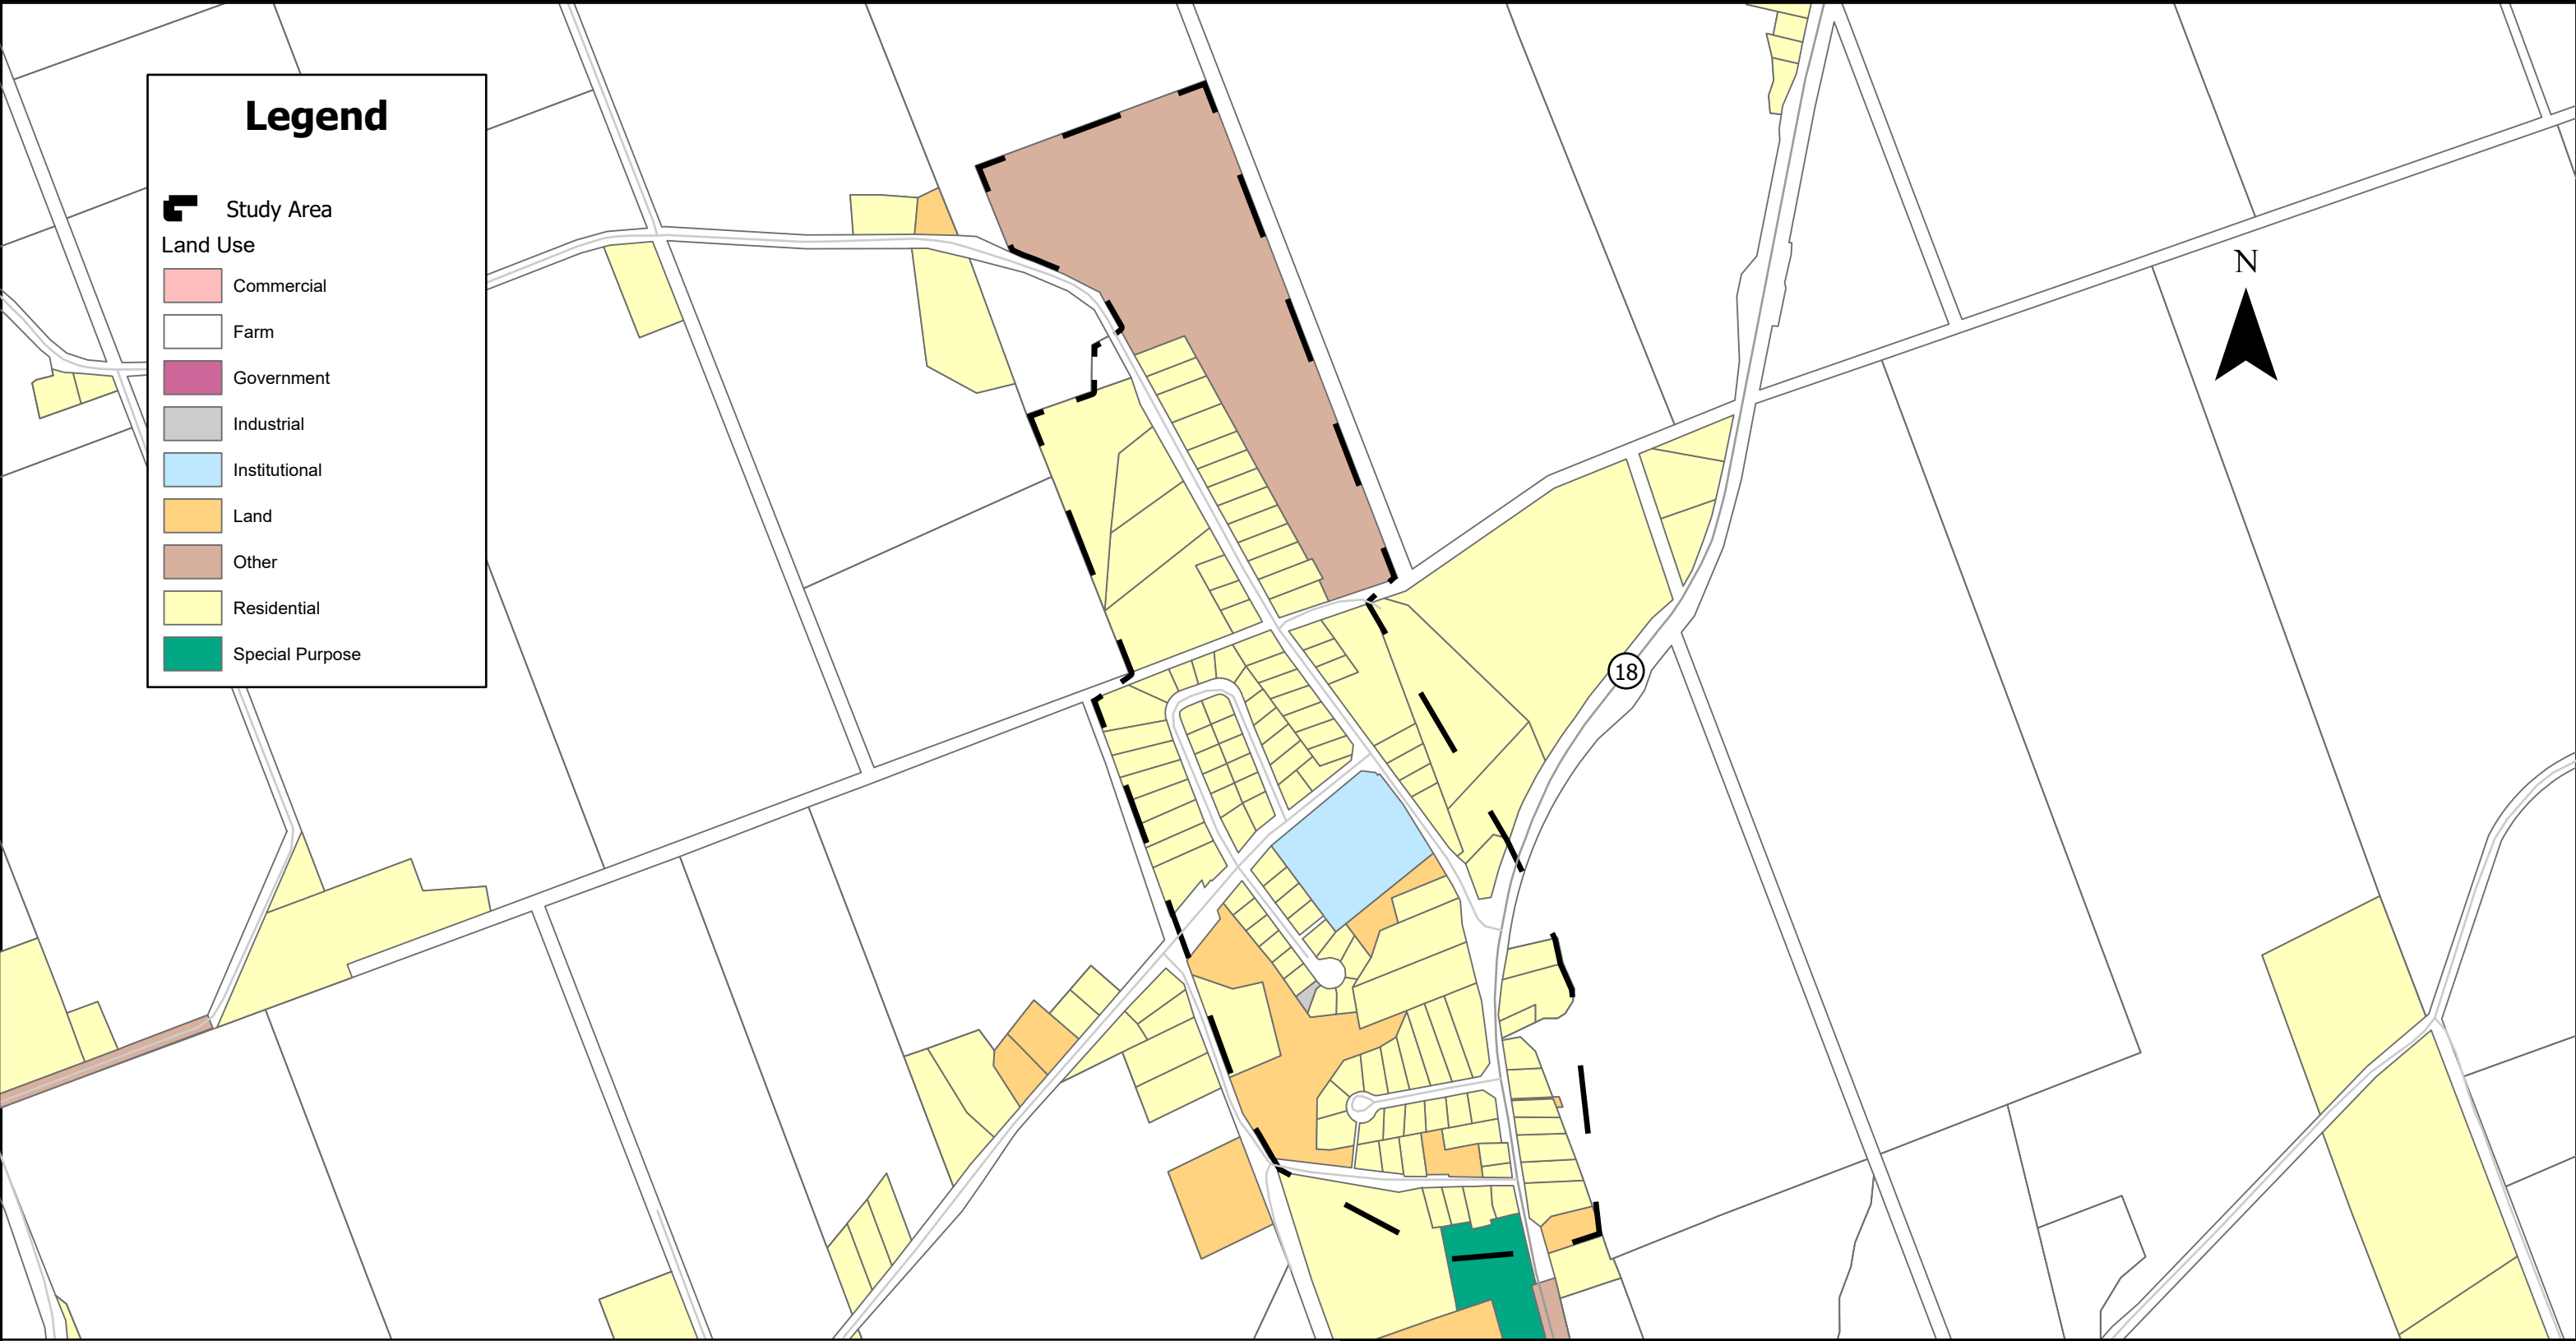 Legend
Study Area
Land Use
Commercial
Farm
Government
Industrial
Institutional
Land
Other
Residential
Special Purpose
N
18